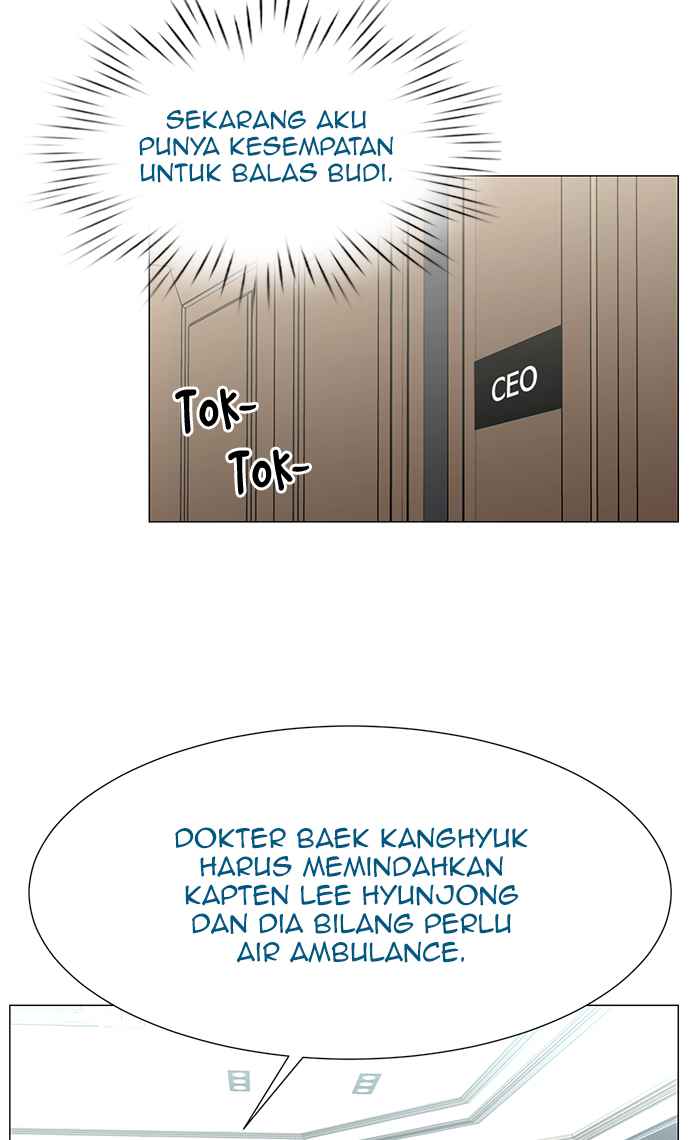 SEKARANG AKU
PUNYA KESEMPATAN
UNTUK BALAS BUDI.
CEO
TOK-
TOK-
DOKTER BAEK KANGHYUK
HARUS MEMINDAHKAN
KAPTEN LEE HYUNJONG
DAN DIA BILANG PERLU
AIR AMBULANCE.